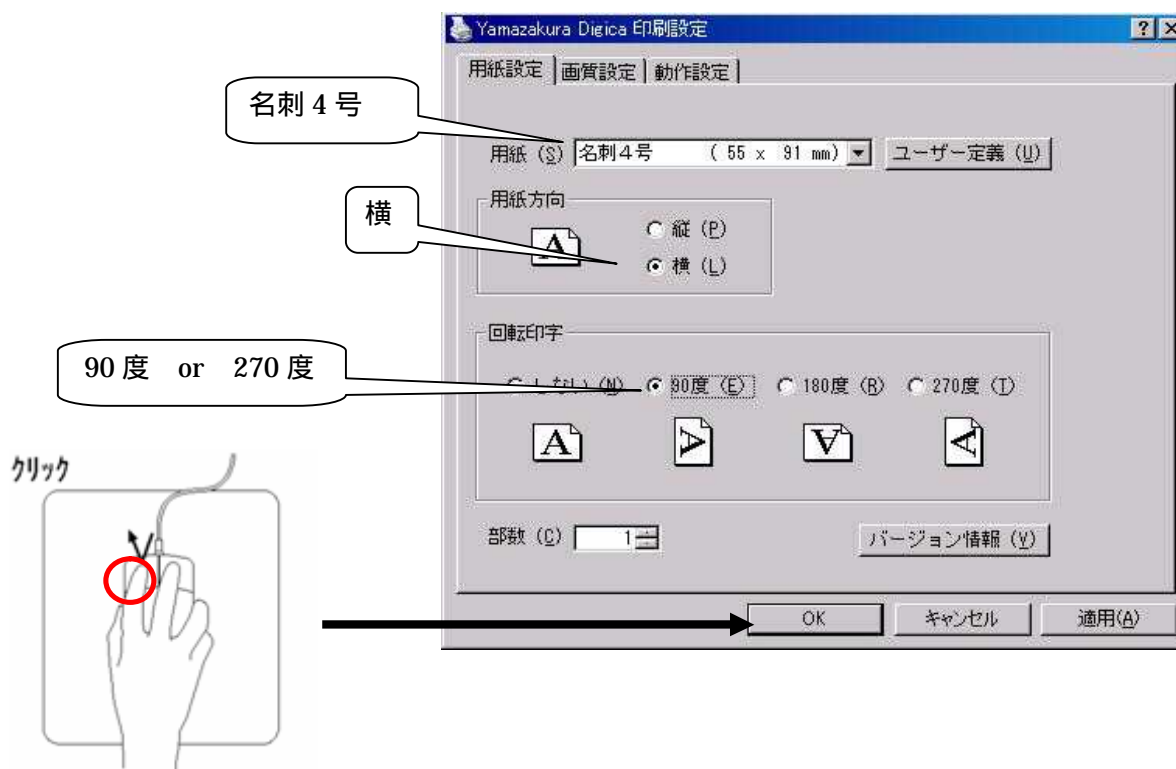 Yamazakura Digica 印刷設定
用紙設定 画質設定 動作設定
名刺 4 号
用紙 (S) 名刺4号 ( 55 x 91 mm) ユーザー定義 (U)
用紙方向
横
A 縦 (P)
横 (L)
回転印字
90 度 or 270 度
しない (N) 90度 (E) 180度 (R) 270度 (T)
A A A A
クリック
部数 (C) 1 バージョン情報 (V)
OK キャンセル 適用(A)